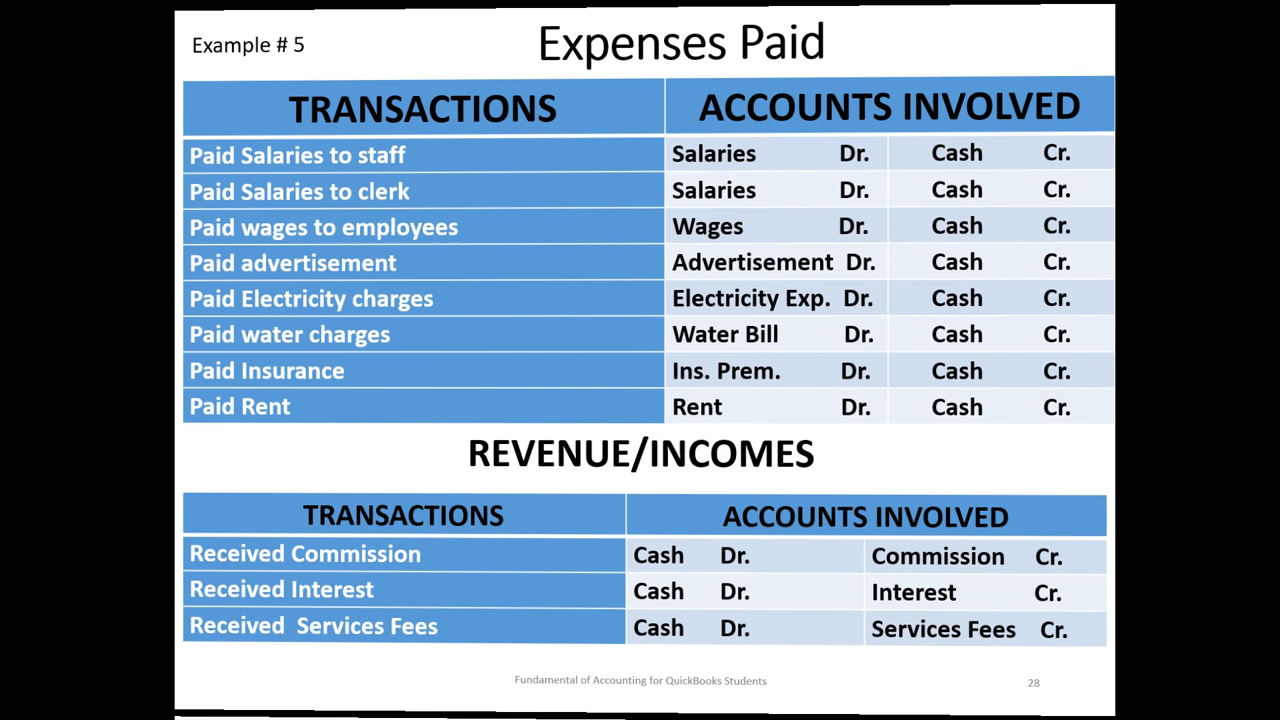 Example # 5
Expenses Paid
TRANSACTIONS ACCOUNTS INVOLVED
Paid Salaries to staff Salaries Dr. Cash Cr.
Paid Salaries to clerk Salaries Dr. Cash Cr.
Paid wages to employees Wages Dr. Cash Cr.
Paid advertisement Advertisement Dr. Cash Cr.
Paid Electricity charges Electricity Exp. Dr. Cash Cr.
Paid water charges Water Bill Dr. Cash Cr.
Paid Insurance Ins. Prem. Dr. Cash Cr.
Paid Rent Rent Dr. Cash Cr.
REVENUE/INCOMES
TRANSACTIONS ACCOUNTS INVOLVED
Received Commission Cash Dr. Commission Cr.
Received Interest Cash Dr. Interest Cr.
Received Services Fees Cash Dr. Services Fees Cr.
Fundamental of Accounting for QuickBooks Students 28